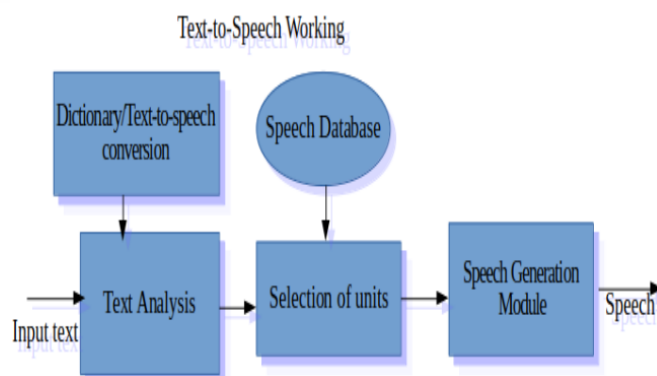 Text-to-Speech Working
Dictionary/Text-to-speech
conversion
Speech Database
Input text
Text Analysis
Selection of units
Speech Generation
Module
Speech